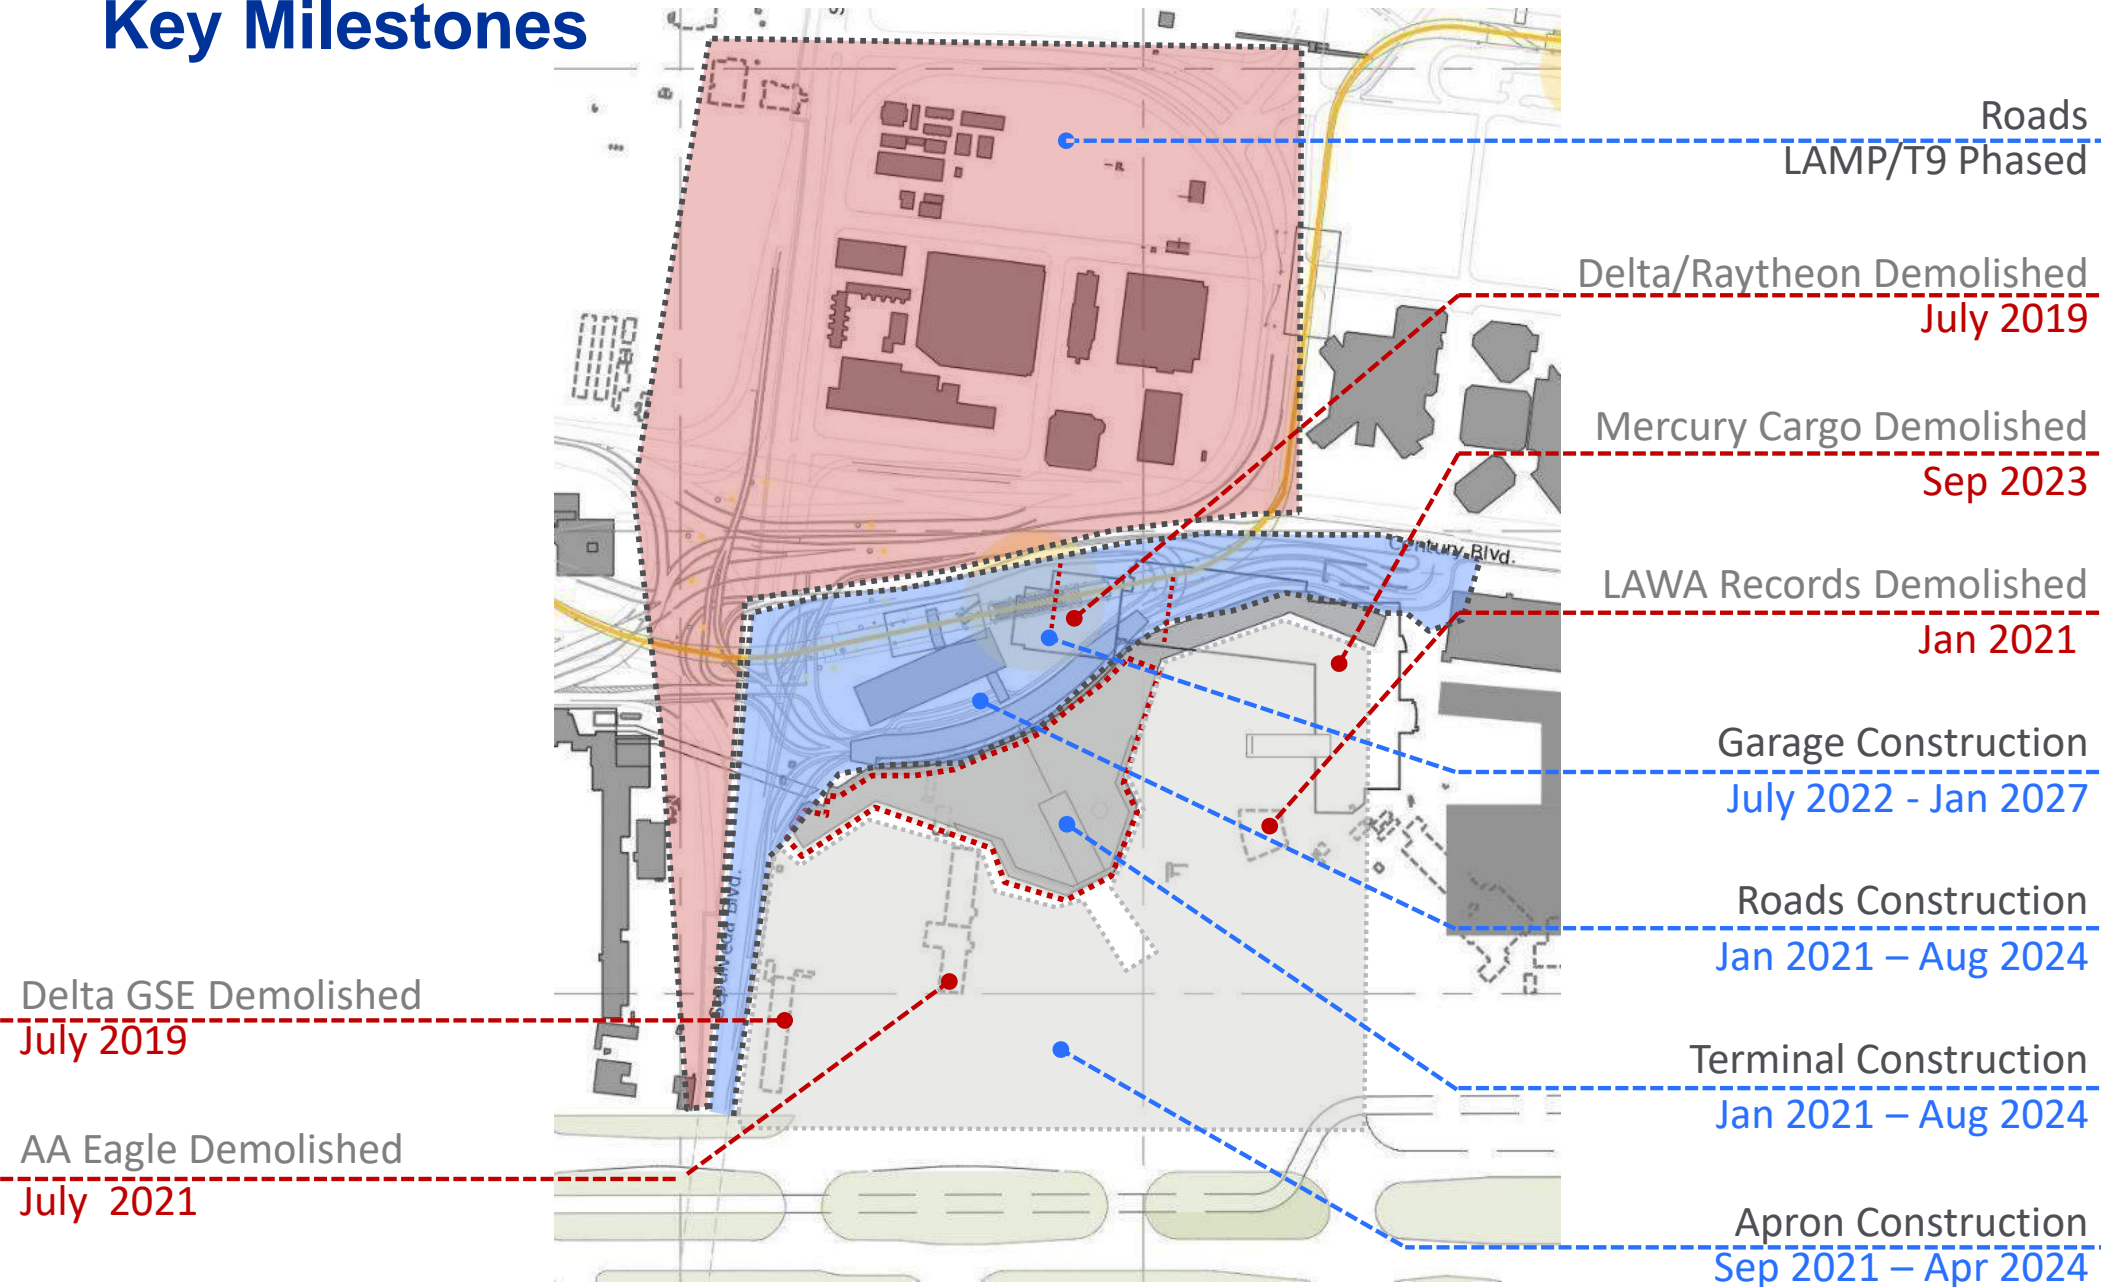 Key Milestones
Roads
LAMP/T9 Phased
Delta/Raytheon Demolished
July 2019
Mercury Cargo Demolished
Sep 2023
Century Blvd.
LAWA Records Demolished
Jan 2021
Garage Construction
July 2022 - Jan 2027
Roads Construction
Jan 2021 – Aug 2024
Sepulveda Blvd.
Delta GSE Demolished
July 2019
Terminal Construction
Jan 2021 – Aug 2024
AA Eagle Demolished
July 2021
Apron Construction
Sep 2021 – Apr 2024